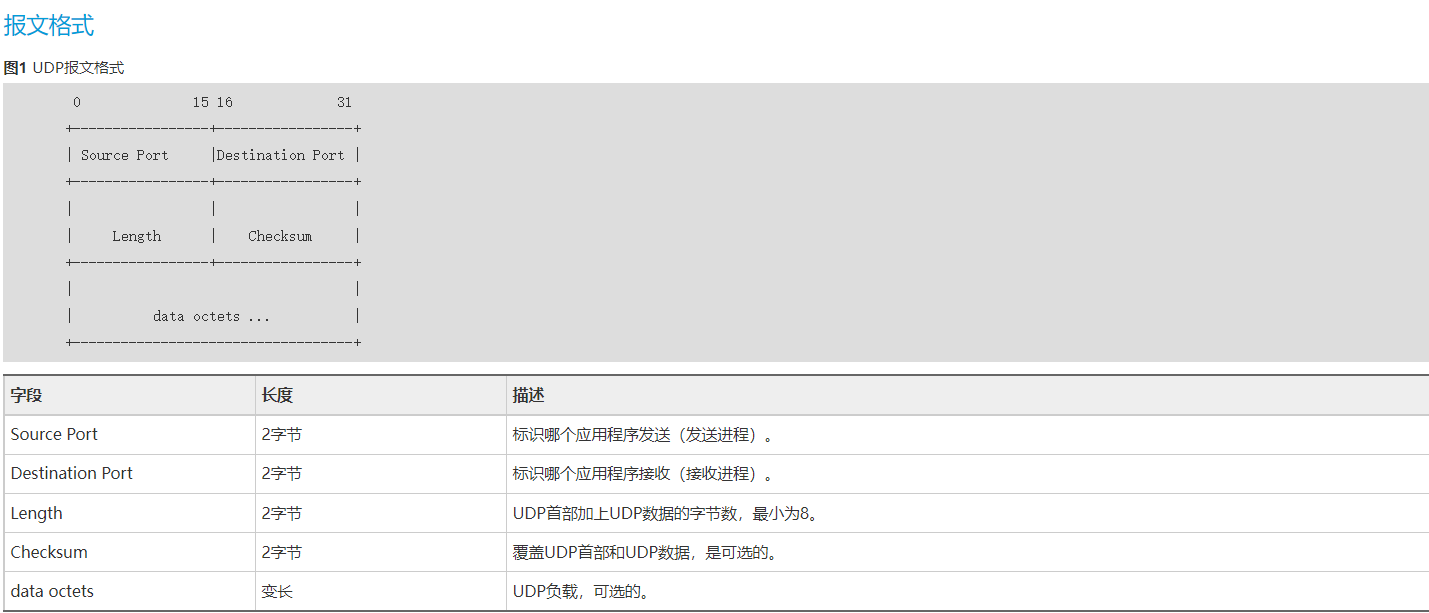 报文格式
图1 UDP报文格式
0 15 16 31
+-----------------+-----------------+
| Source Port |Destination Port |
+-----------------+-----------------+
| | |
| Length | Checksum |
+-----------------+-----------------+
| |
| data octets ... |
+-----------------------------------+
字段 长度 描述
Source Port 2字节 标识哪个应用程序发送（发送进程）。
Destination Port 2字节 标识哪个应用程序接收（接收进程）。
Length 2字节 UDP首部加上UDP数据的字节数，最小为8。
Checksum 2字节 覆盖UDP首部和UDP数据，是可选的。
data octets 变长 UDP负载，可选的。